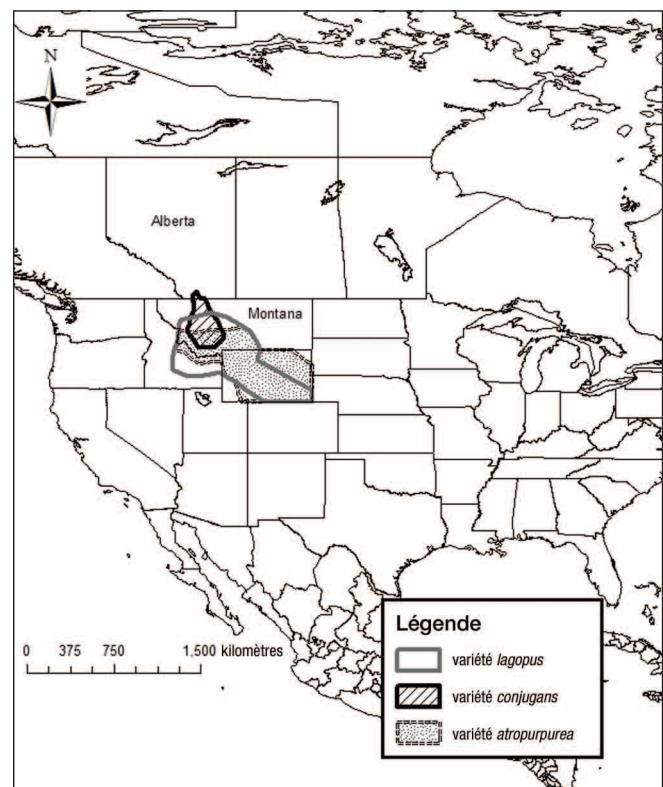 N
Alberta
Montana
0 375 750 1,500 kilomètres
Légende
variété lagopus
variété conjugans
variété atropurpurea